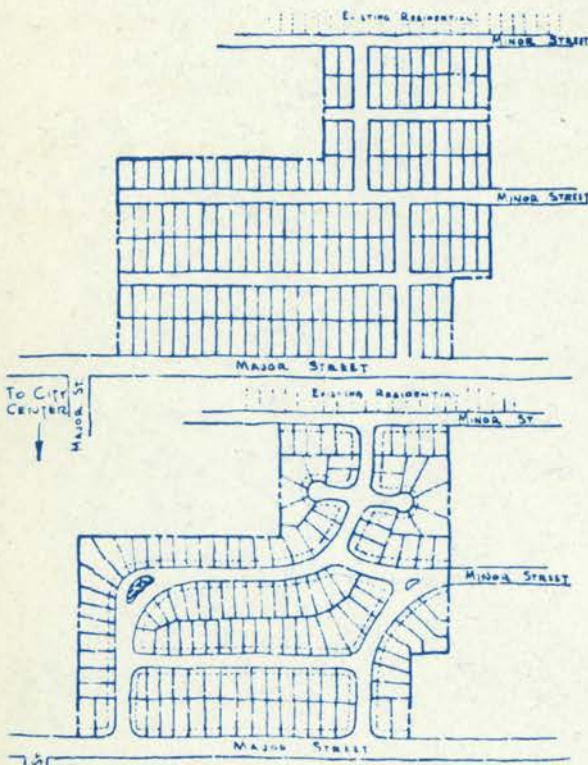 EXISTING RESIDENTIAL
MINOR STREET
MINOR STREET
MAJOR STREET
TO CITY
CENTER
MAJOR ST.
EXISTING RESIDENTIAL
MINOR ST.
MINOR STREET
MAJOR STREET